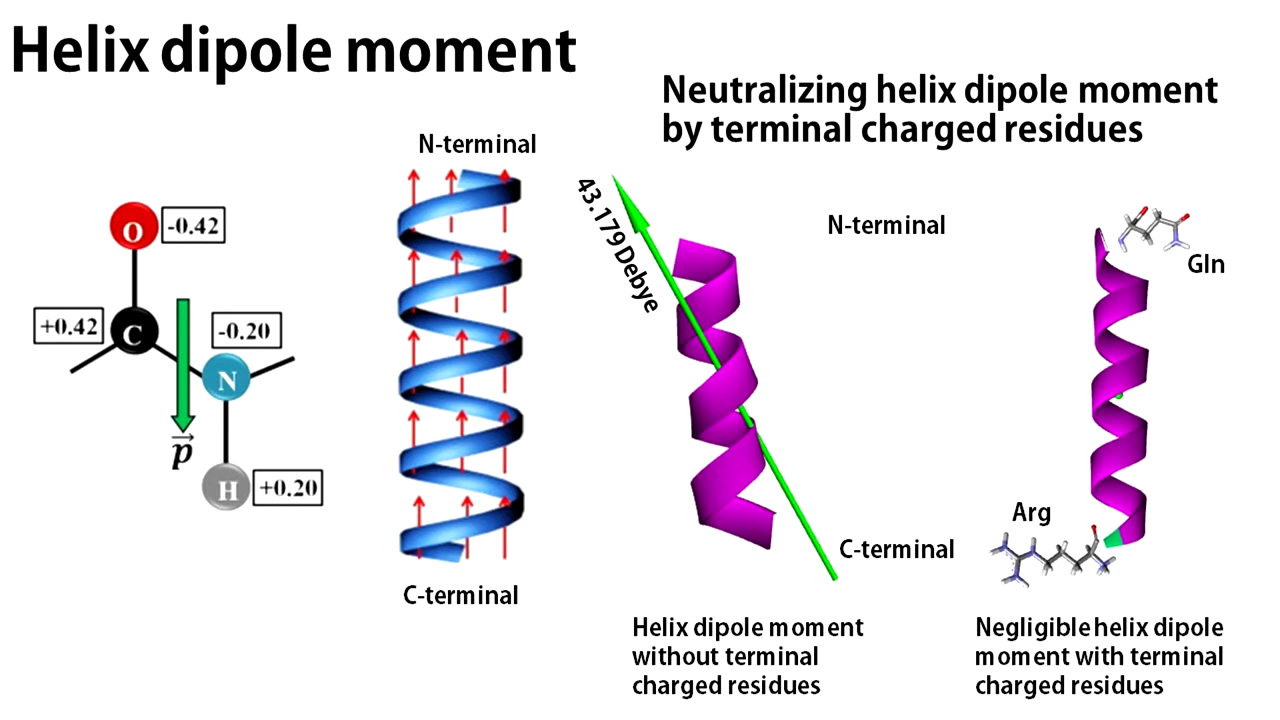 Helix dipole moment
Neutralizing helix dipole moment
by terminal charged residues
N-terminal
O
-0.42
+0.42
C
-0.20
N
p
H
+0.20
C-terminal
43.179 Debye
N-terminal
Gln
Arg
C-terminal
Helix dipole moment
without terminal
charged residues
Negligible helix dipole
moment with terminal
charged residues